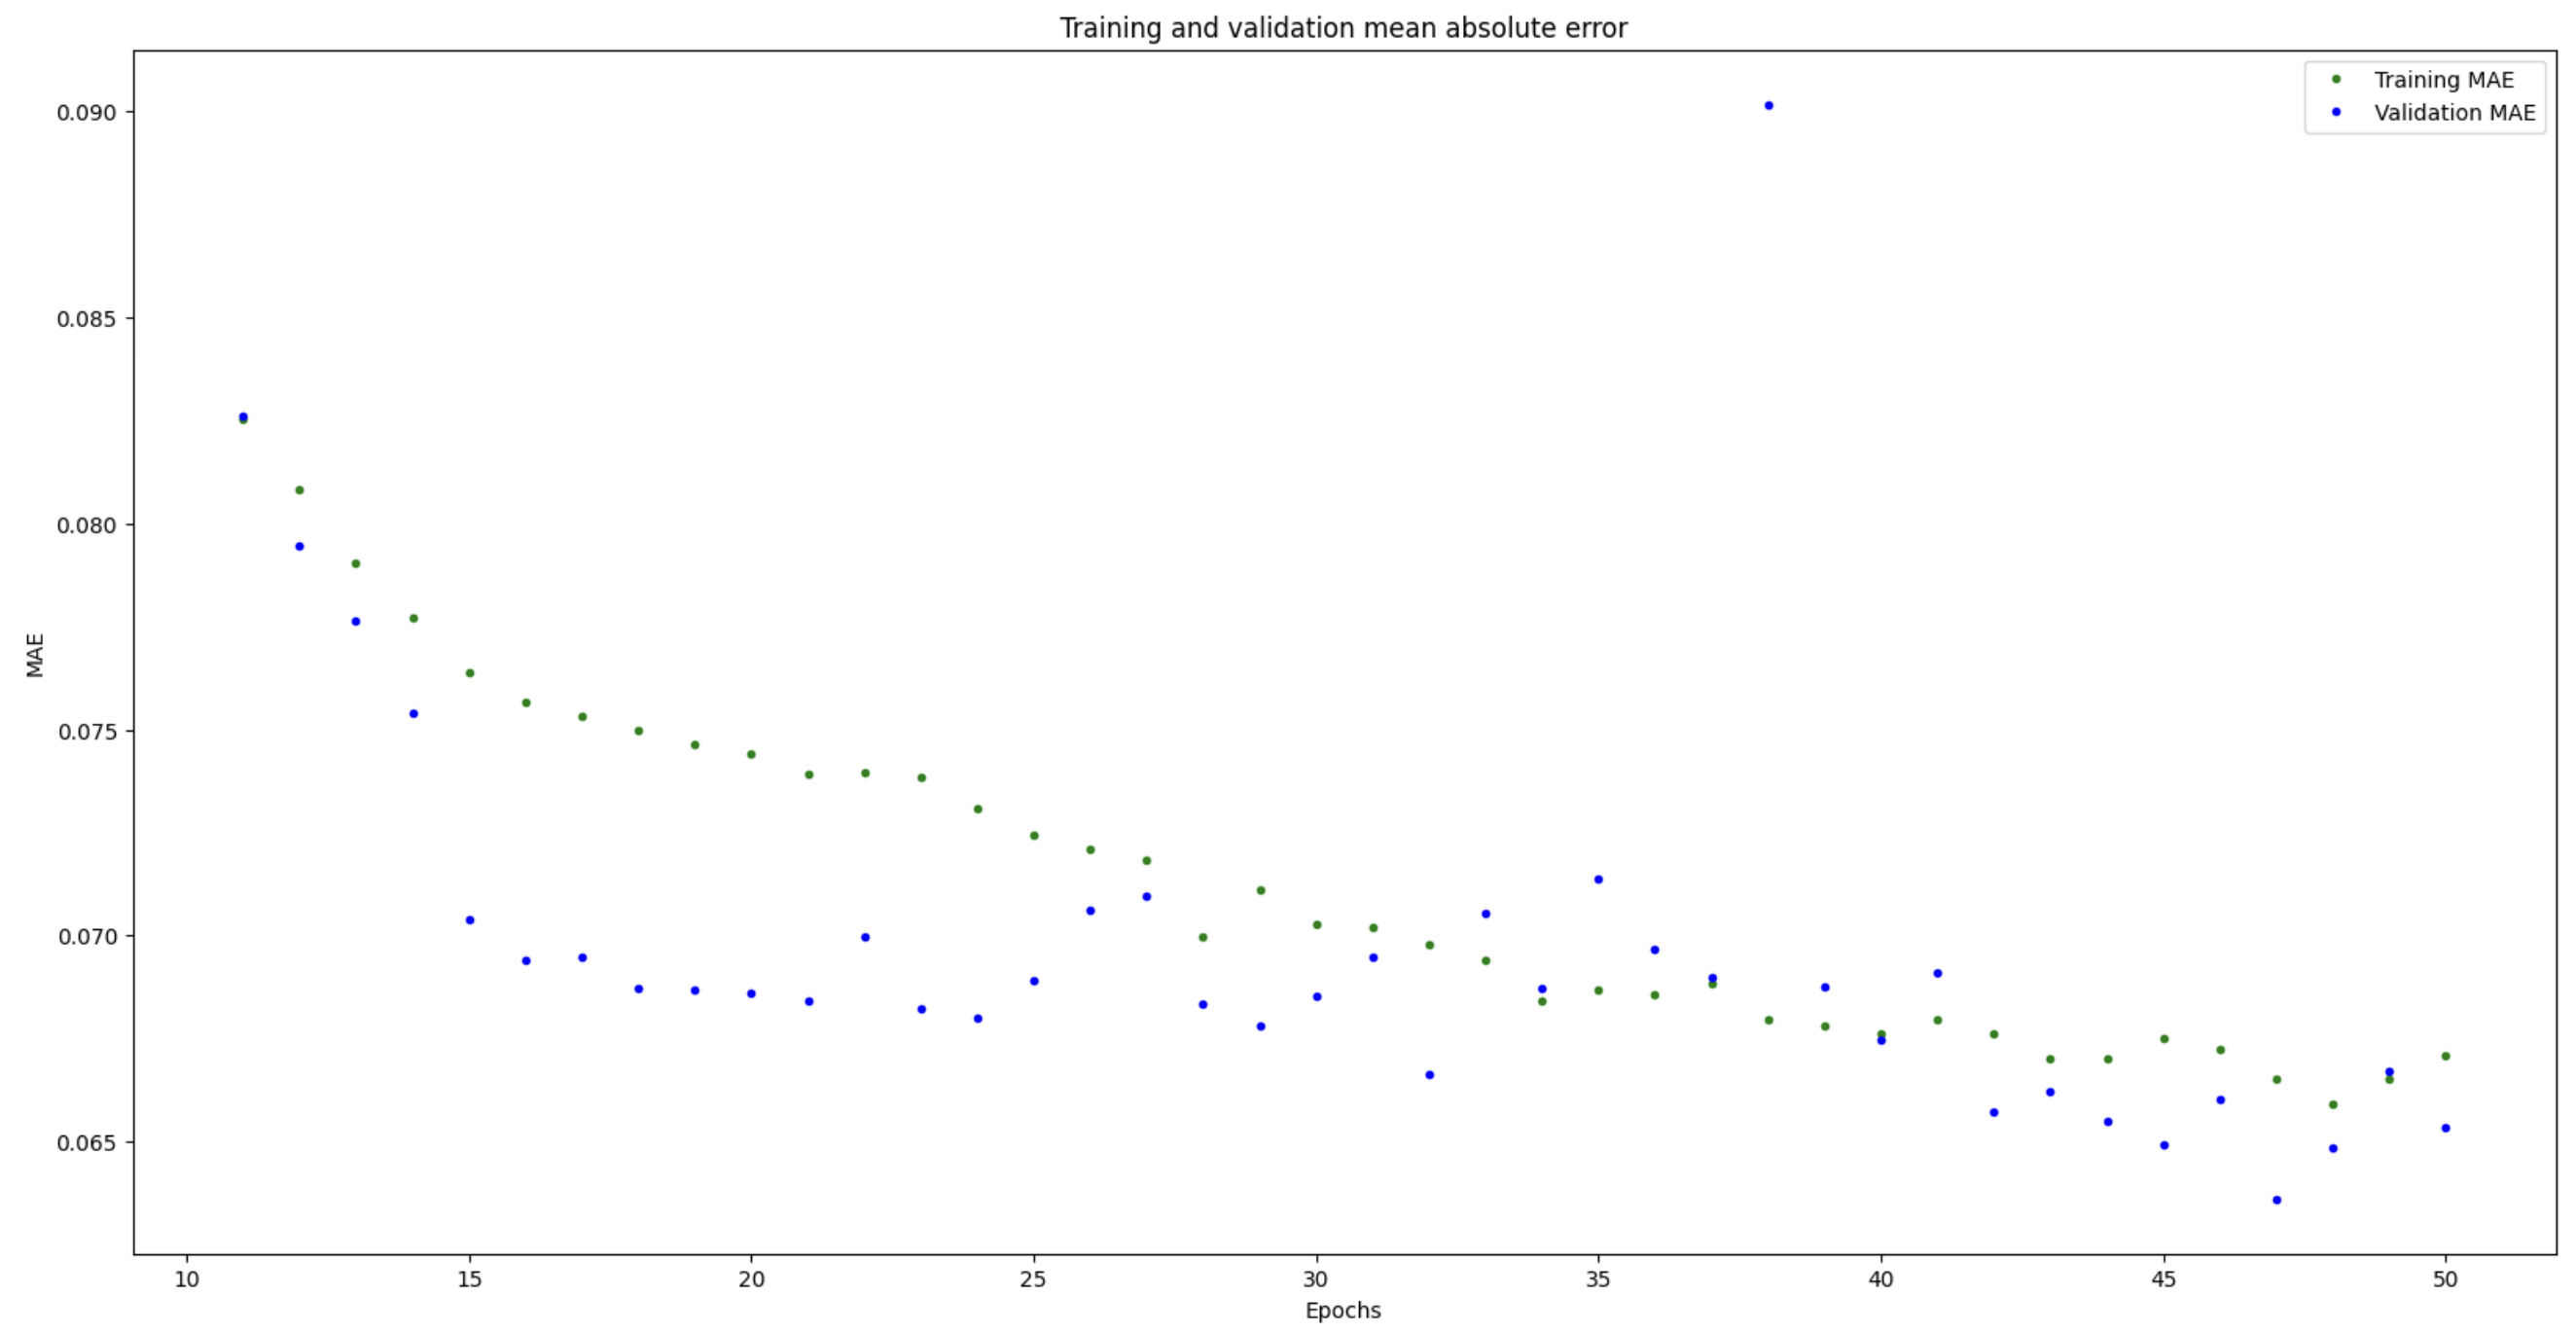 Training and validation mean absolute error
Training MAE
Validation MAE
0.090
0.085
0.080
0.075
0.070
0.065
MAE
10 15 20 25 30 35 40 45 50
Epochs